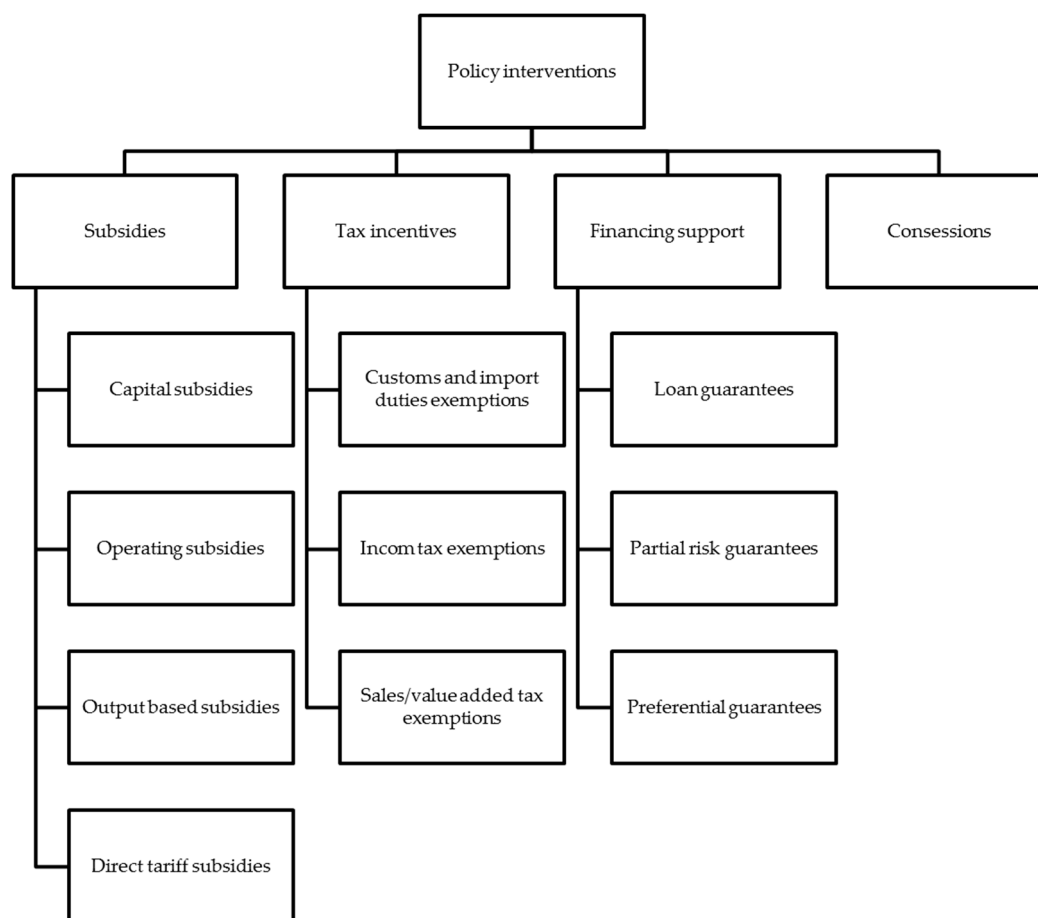 Policy interventions
Subsidies
Tax incentives
Financing support
Consessions
Capital subsidies
Customs and import
duties exemptions
Loan guarantees
Operating subsidies
Incom tax exemptions
Partial risk guarantees
Output based subsidies
Sales/value added tax
exemptions
Preferential guarantees
Direct tariff subsidies